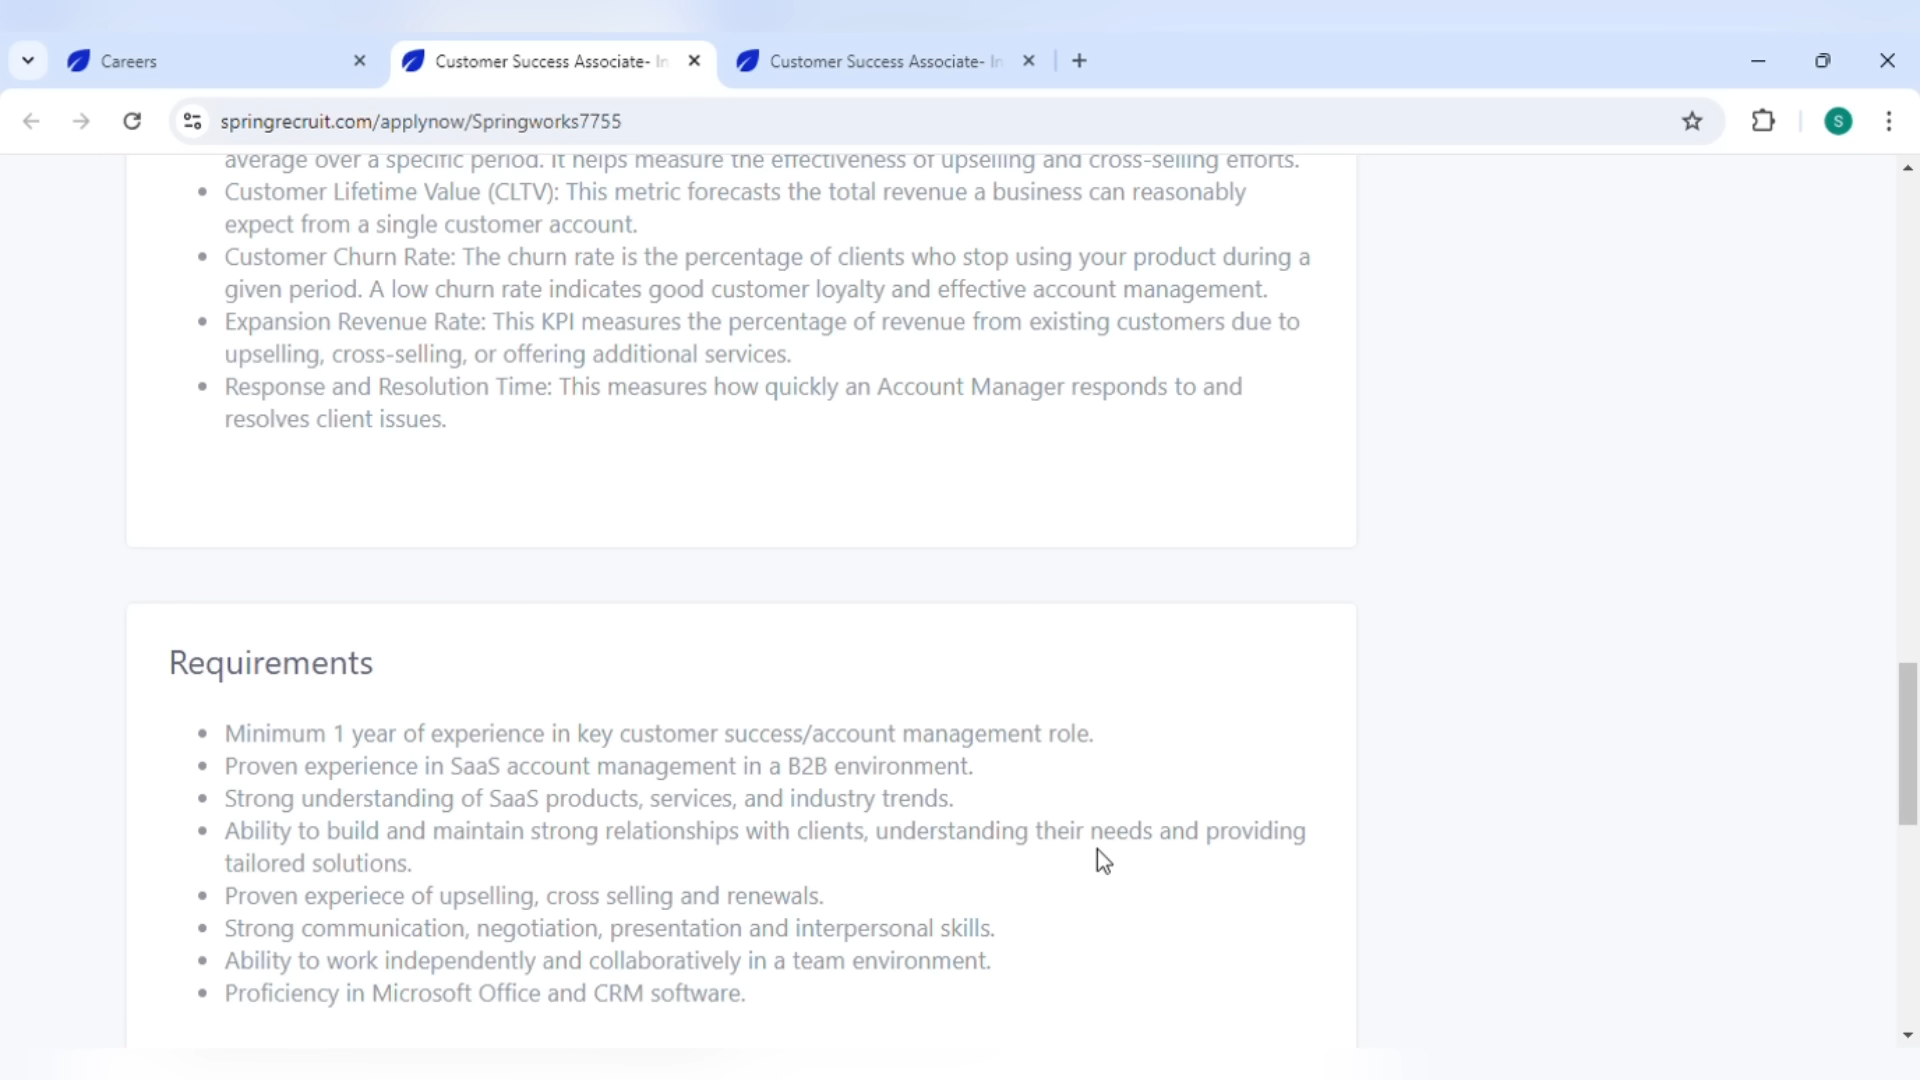 Careers
Customer Success Associate- In
Customer Success Associate- In
springrecruit.com/applynow/Springworks7755
S
average over a specific period. It helps measure the effectiveness of upselling and cross-selling efforts.
• Customer Lifetime Value (CLTV): This metric forecasts the total revenue a business can reasonably
expect from a single customer account.
• Customer Churn Rate: The churn rate is the percentage of clients who stop using your product during a
given period. A low churn rate indicates good customer loyalty and effective account management.
• Expansion Revenue Rate: This KPI measures the percentage of revenue from existing customers due to
upselling, cross-selling, or offering additional services.
• Response and Resolution Time: This measures how quickly an Account Manager responds to and
resolves client issues.
Requirements
• Minimum 1 year of experience in key customer success/account management role.
• Proven experience in SaaS account management in a B2B environment.
• Strong understanding of SaaS products, services, and industry trends.
• Ability to build and maintain strong relationships with clients, understanding their needs and providing
tailored solutions.
• Proven experiece of upselling, cross selling and renewals.
• Strong communication, negotiation, presentation and interpersonal skills.
• Ability to work independently and collaboratively in a team environment.
• Proficiency in Microsoft Office and CRM software.